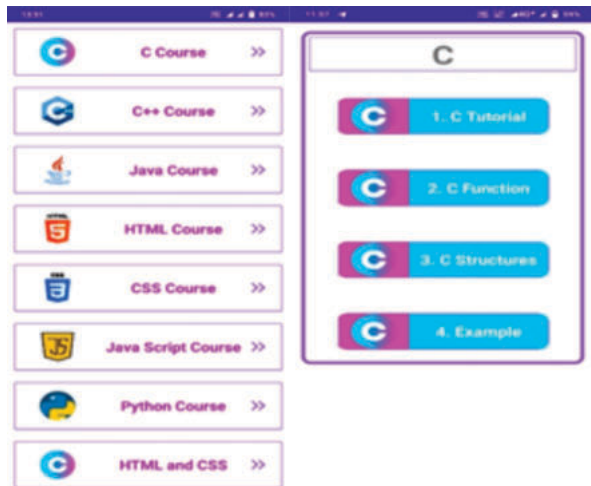 C Course >>
C++ Course >>
Java Course >>
HTML Course >>
CSS Course >>
JS
Java Script Course >>
Python Course >>
HTML and CSS >>
C
1. C Tutorial
2. C Function
3. C Structures
4. Example